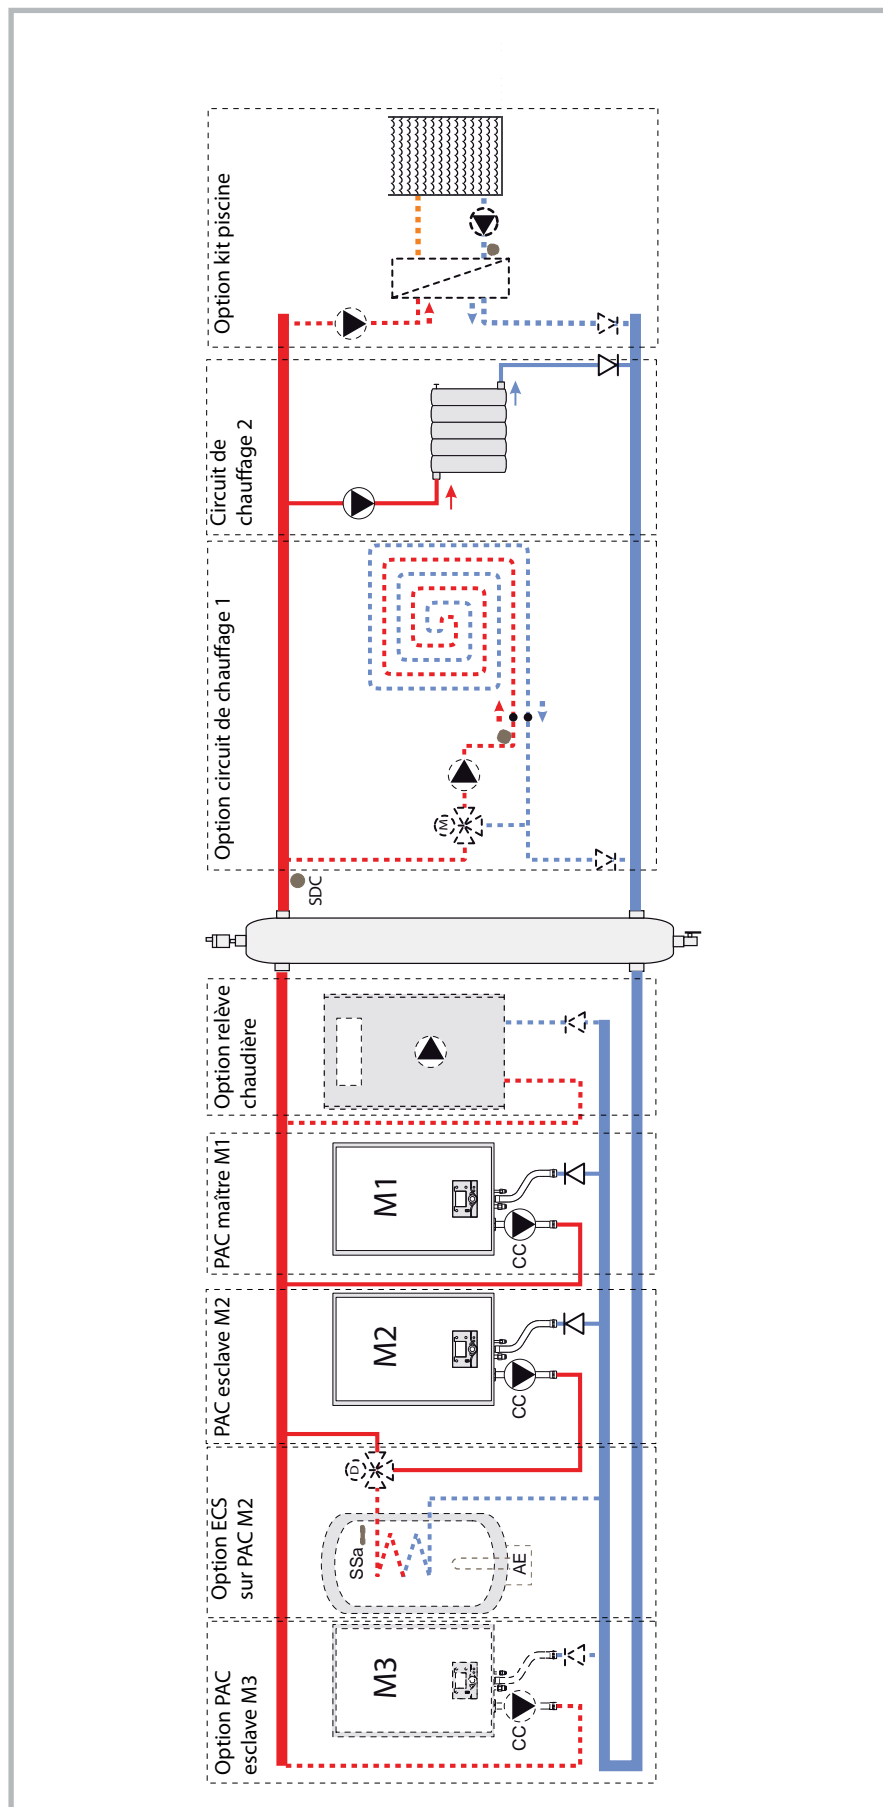 Option kit piscine
Circuit de
chauffage 2
Option circuit de chauffage 1
M
SDC
Option relève
chaudière
PAC maître M1
M1
CC
PAC esclave M2
M2
CC
Option ECS
sur PAC M2
D
SSa
AE
Option PAC
esclave M3
M3
CC